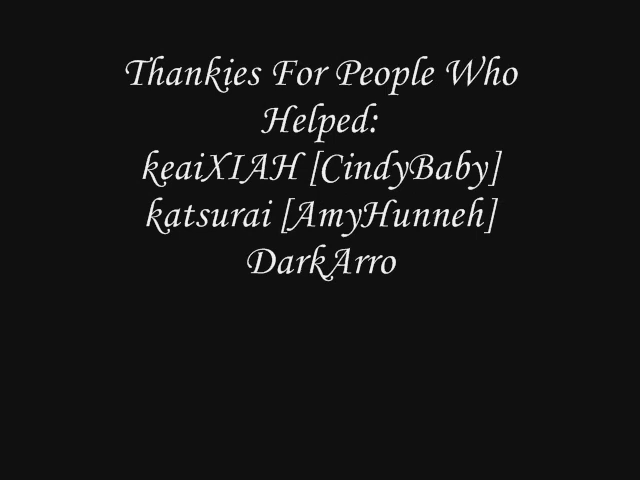 Thankies For People Who
Helped:
keaiXIAH [CindyBaby]
katsurai [AmyHunneh]
DarkArro